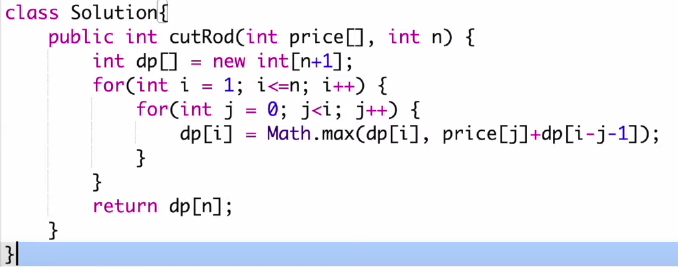 class Solution{
    public int cutRod(int price[], int n) {
        int dp[] = new int[n+1];
        for(int i = 1; i<=n; i++) {
            for(int j = 0; j<i; j++) {
                dp[i] = Math.max(dp[i], price[j]+dp[i-j-1]);
            }
        }
        return dp[n];
    }
}